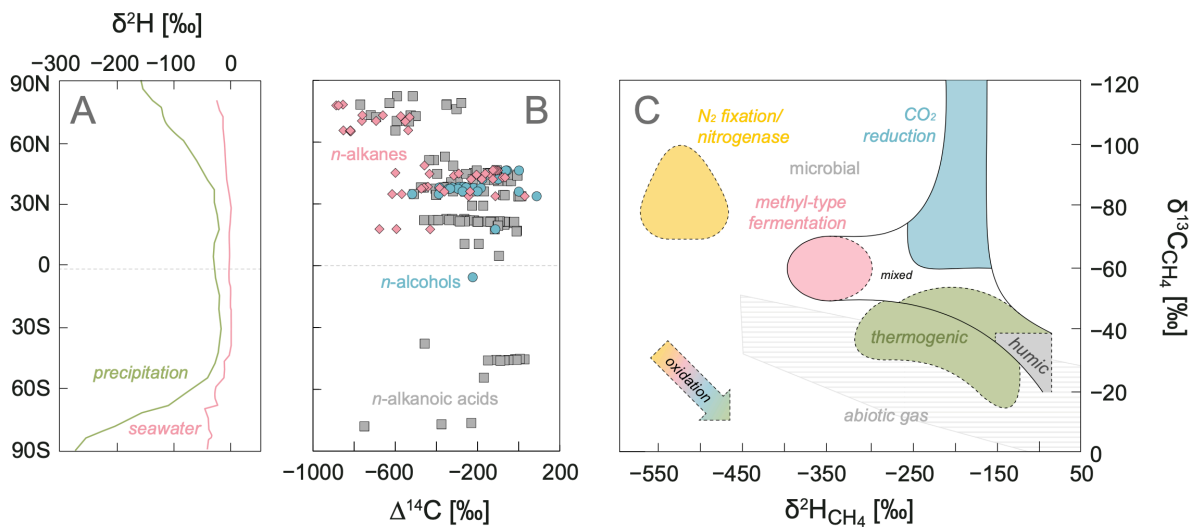 δ²H [‰]
−300 −200 −100 0
90N
60N
30N
0
30S
60S
90S
A
precipitation
seawater
B
n-alkanes
n-alcohols
n-alkanoic acids
−1000 −600 −200 200
Δ¹⁴C [‰]
C
N₂ fixation/
nitrogenase
CO₂
reduction
microbial
methyl-type
fermentation
mixed
thermogenic
humic
oxidation
abiotic gas
−120
−100
−80
−60
−40
−20
0
δ¹³C_CH₄ [‰]
−550 −450 −350 −250 −150 50
δ²H_CH₄ [‰]